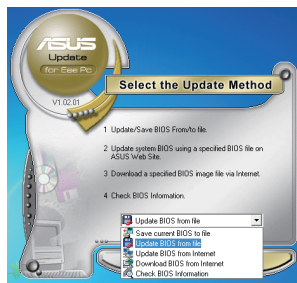 ASUS
Update
for Eee Pc
V1.02.01
Select the Update Method
1 Update/Save BIOS From/to file.
2 Update system BIOS using a specified BIOS file on
ASUS Web Site.
3 Download a specified BIOS image file via Internet.
4 Check BIOS Information.
Update BIOS from file
Save current BIOS to file
Update BIOS from file
Update BIOS from Internet
Download BIOS from Internet
Check BIOS Information